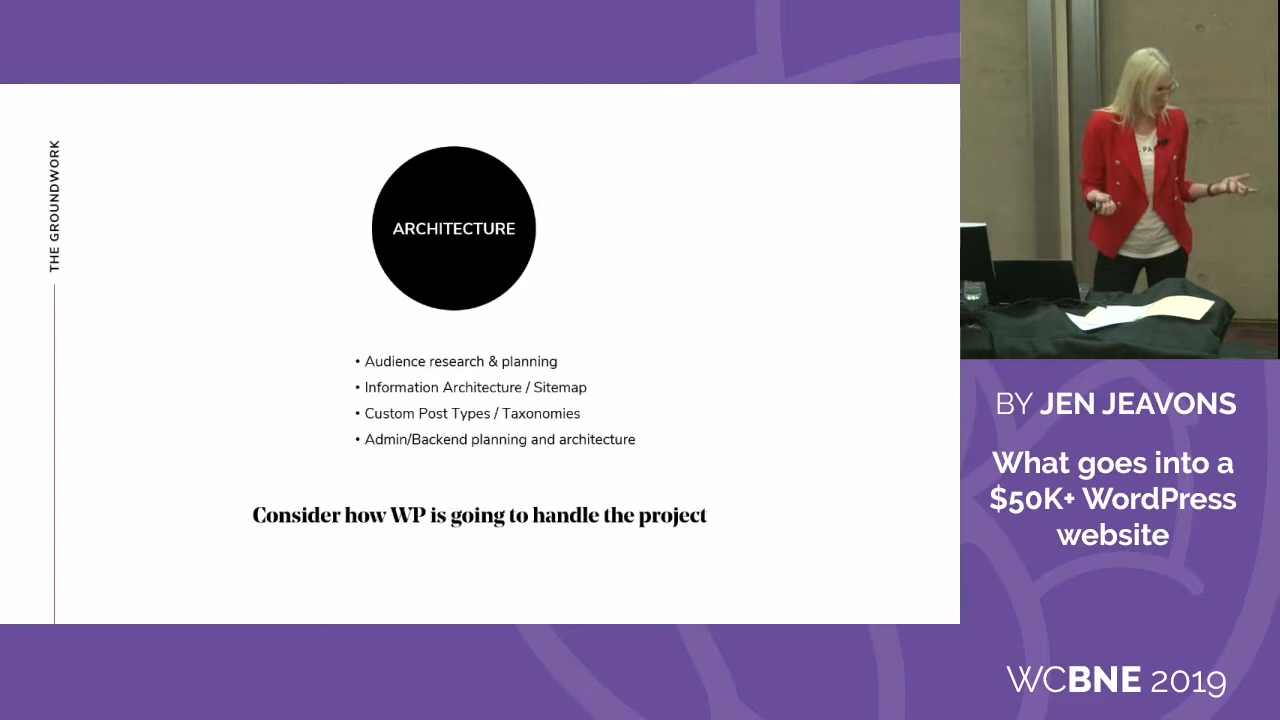 THE GROUNDWORK
ARCHITECTURE
• Audience research & planning
• Information Architecture / Sitemap
• Custom Post Types / Taxonomies
• Admin/Backend planning and architecture
Consider how WP is going to handle the project
BY JEN JEAVONS
What goes into a
$50K+ WordPress
website
WCBNE 2019